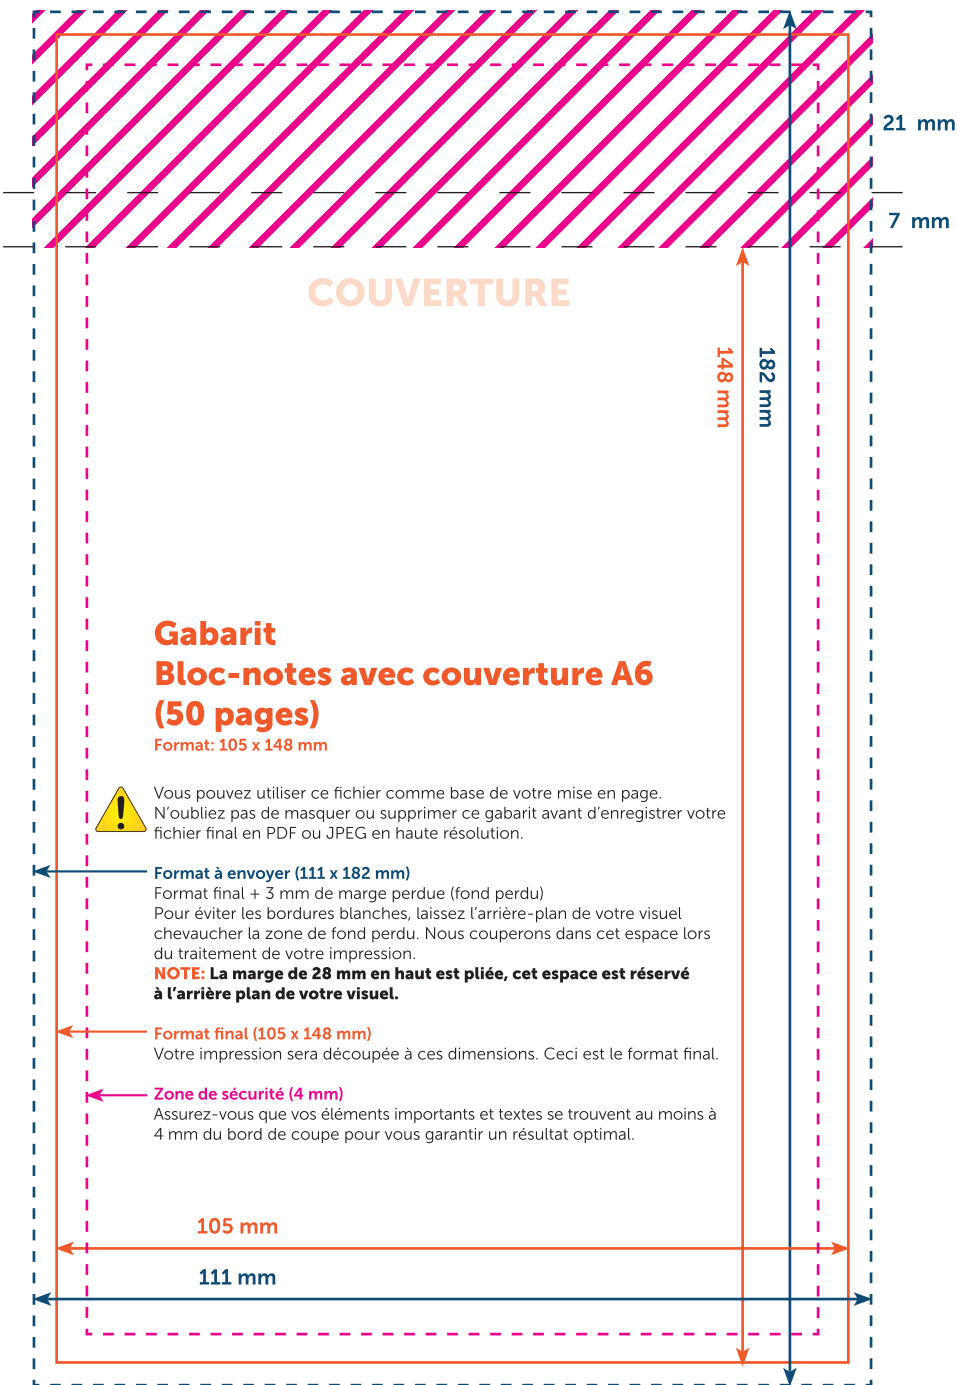 21 mm
7 mm
COUVERTURE
148 mm
182 mm
Gabarit
Bloc-notes avec couverture A6
(50 pages)
Format: 105 x 148 mm
Vous pouvez utiliser ce fichier comme base de votre mise en page.
N’oubliez pas de masquer ou supprimer ce gabarit avant d’enregistrer votre
fichier final en PDF ou JPEG en haute résolution.
Format à envoyer (111 x 182 mm)
Format final + 3 mm de marge perdue (fond perdu)
Pour éviter les bordures blanches, laissez l’arrière-plan de votre visuel
chevaucher la zone de fond perdu. Nous couperons dans cet espace lors
du traitement de votre impression.
NOTE: La marge de 28 mm en haut est pliée, cet espace est réservé
à l’arrière plan de votre visuel.
Format final (105 x 148 mm)
Votre impression sera découpée à ces dimensions. Ceci est le format final.
Zone de sécurité (4 mm)
Assurez-vous que vos éléments importants et textes se trouvent au moins à
4 mm du bord de coupe pour vous garantir un résultat optimal.
105 mm
111 mm